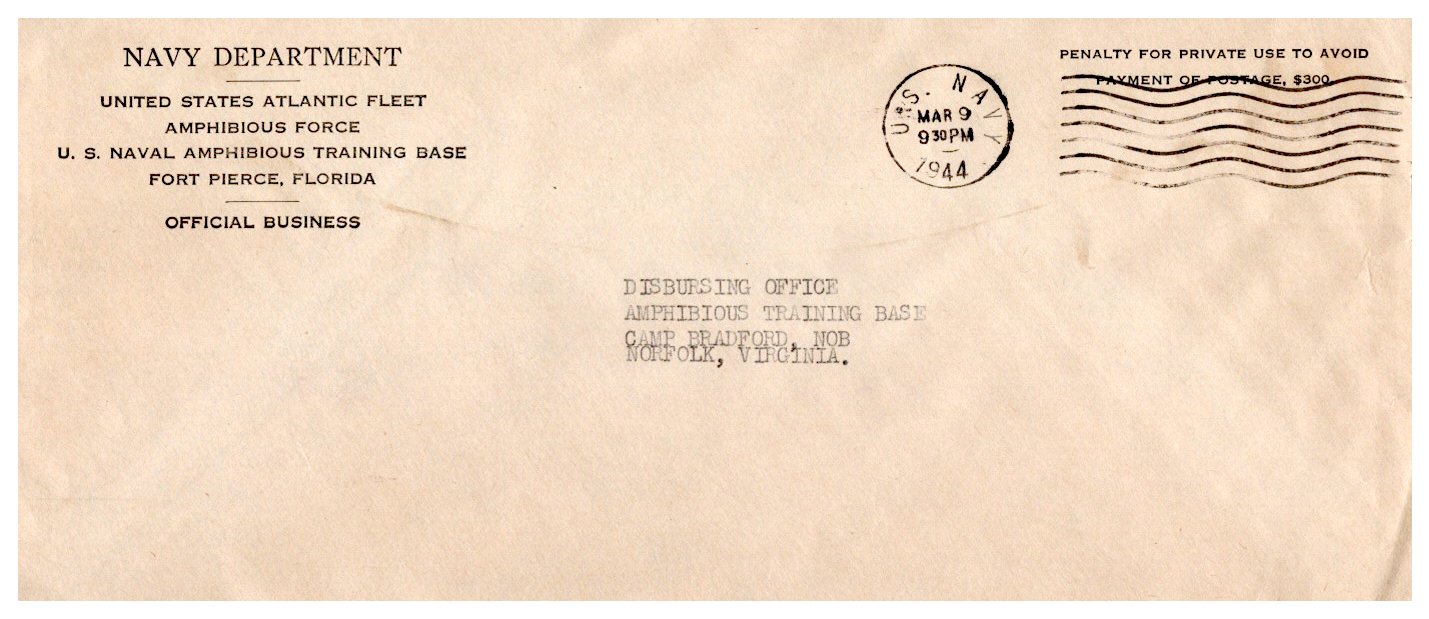 NAVY DEPARTMENT
UNITED STATES ATLANTIC FLEET
AMPHIBIOUS FORCE
U. S. NAVAL AMPHIBIOUS TRAINING BASE
FORT PIERCE, FLORIDA
OFFICIAL BUSINESS
U.S. NAVY
MAR 9
9 30 PM
1944
PENALTY FOR PRIVATE USE TO AVOID
PAYMENT OF POSTAGE, $300
DISBURSING OFFICE
AMPHIBIOUS TRAINING BASE
CAMP BRADFORD, NOB
NORFOLK, VIRGINIA.